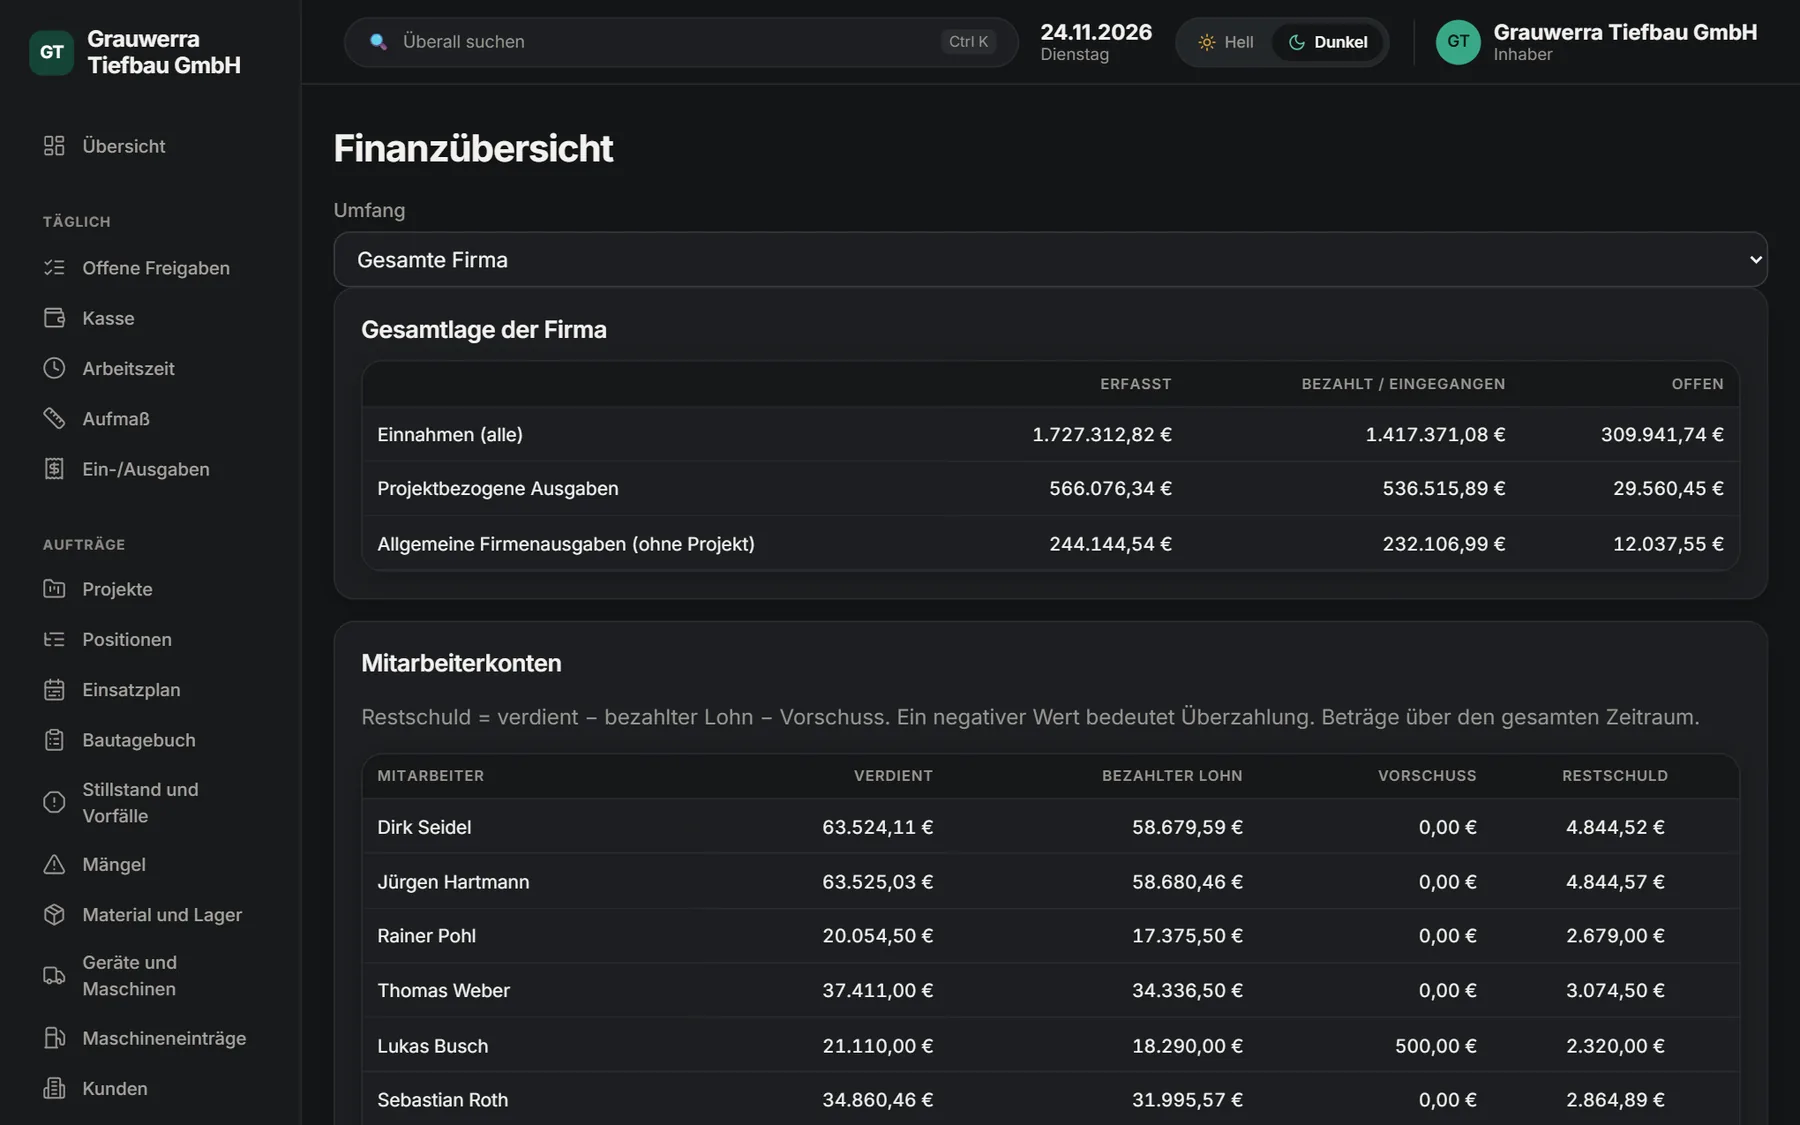 GT
Grauwerra
Tiefbau GmbH
Überall suchen
Ctrl K
24.11.2026
Dienstag
Hell
Dunkel
GT
Grauwerra Tiefbau GmbH
Inhaber
Übersicht
TÄGLICH
Offene Freigaben
Kasse
Arbeitszeit
Aufmaß
Ein-/Ausgaben
AUFTRÄGE
Projekte
Positionen
Einsatzplan
Bautagebuch
Stillstand und
Vorfälle
Mängel
Material und Lager
Geräte und
Maschinen
Maschineneinträge
Kunden
Finanzübersicht
Umfang
Gesamte Firma
Gesamtlage der Firma
ERFASST BEZAHLT / EINGEGANGEN OFFEN
Einnahmen (alle) 1.727.312,82 € 1.417.371,08 € 309.941,74 €
Projektbezogene Ausgaben 566.076,34 € 536.515,89 € 29.560,45 €
Allgemeine Firmenausgaben (ohne Projekt) 244.144,54 € 232.106,99 € 12.037,55 €
Mitarbeiterkonten
Restschuld = verdient − bezahlter Lohn − Vorschuss. Ein negativer Wert bedeutet Überzahlung. Beträge über den gesamten Zeitraum.
MITARBEITER VERDIENT BEZAHLTER LOHN VORSCHUSS RESTSCHULD
Dirk Seidel 63.524,11 € 58.679,59 € 0,00 € 4.844,52 €
Jürgen Hartmann 63.525,03 € 58.680,46 € 0,00 € 4.844,57 €
Rainer Pohl 20.054,50 € 17.375,50 € 0,00 € 2.679,00 €
Thomas Weber 37.411,00 € 34.336,50 € 0,00 € 3.074,50 €
Lukas Busch 21.110,00 € 18.290,00 € 500,00 € 2.320,00 €
Sebastian Roth 34.860,46 € 31.995,57 € 0,00 € 2.864,89 €